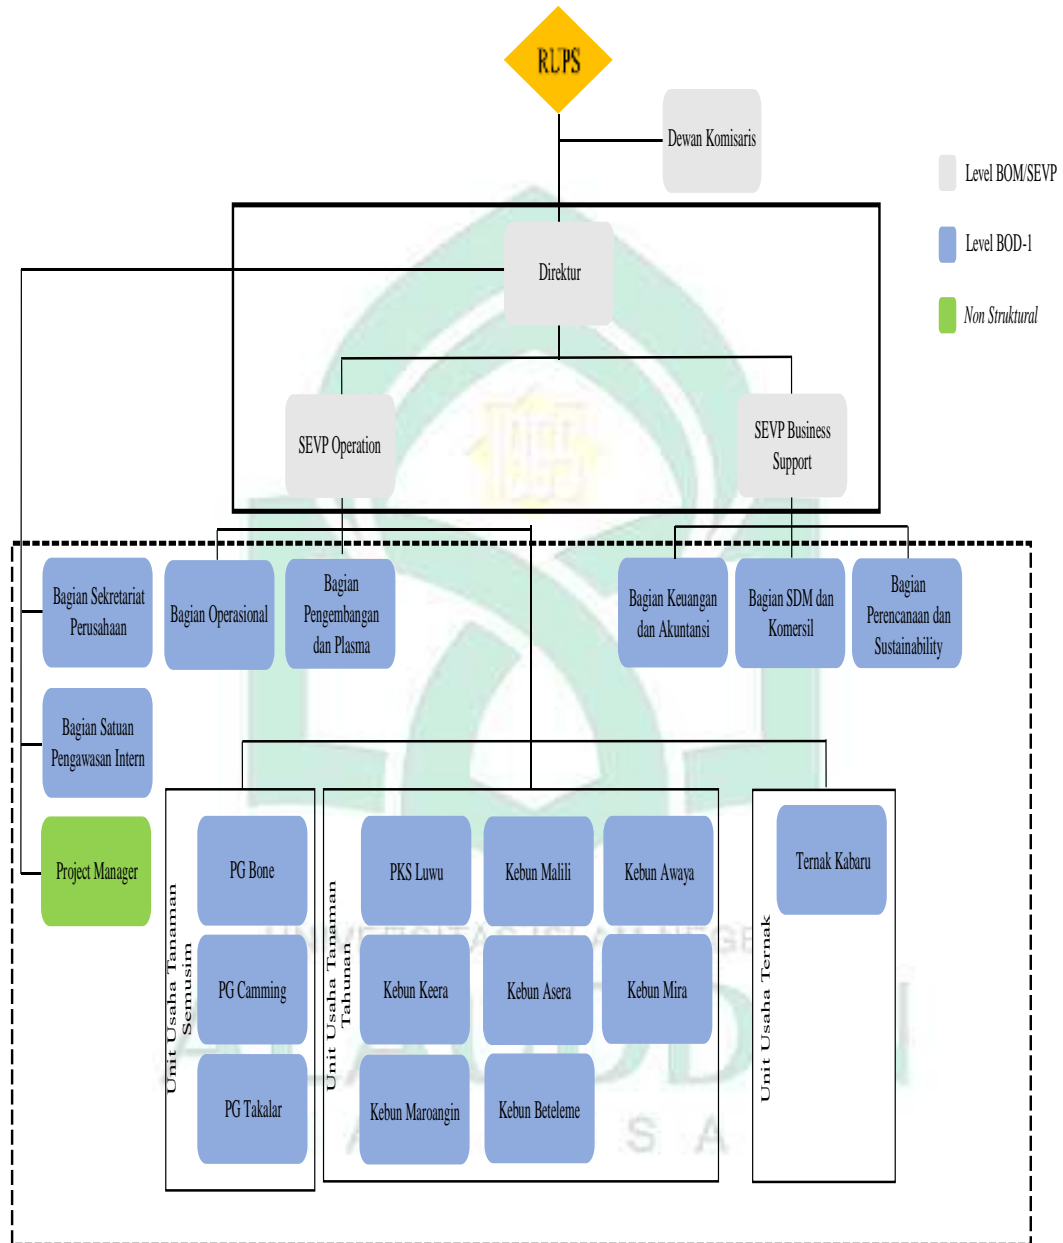 RUPS
Dewan Komisaris
Level BOM/SEVP
Level BOD-1
Non Struktural
Direktur
SEVP Operation
SEVP Business
Support
Bagian Sekretariat
Perusahaan
Bagian Operasional
Bagian
Pengembangan
dan Plasma
Bagian Keuangan
dan Akuntansi
Bagian SDM dan
Komersil
Bagian
Perencanaan dan
Sustainability
Bagian Satuan
Pengawasan Intern
Project Manager
Unit Usaha Tanaman
Semusim
PG Bone
PG Camming
PG Takalar
Unit Usaha Tanaman
Tahunan
PKS Luwu
Kebun Malili
Kebun Awaya
Kebun Keera
Kebun Asera
Kebun Mira
Kebun Maroangin
Kebun Beteleme
Unit Usaha Ternak
Ternak Kabaru